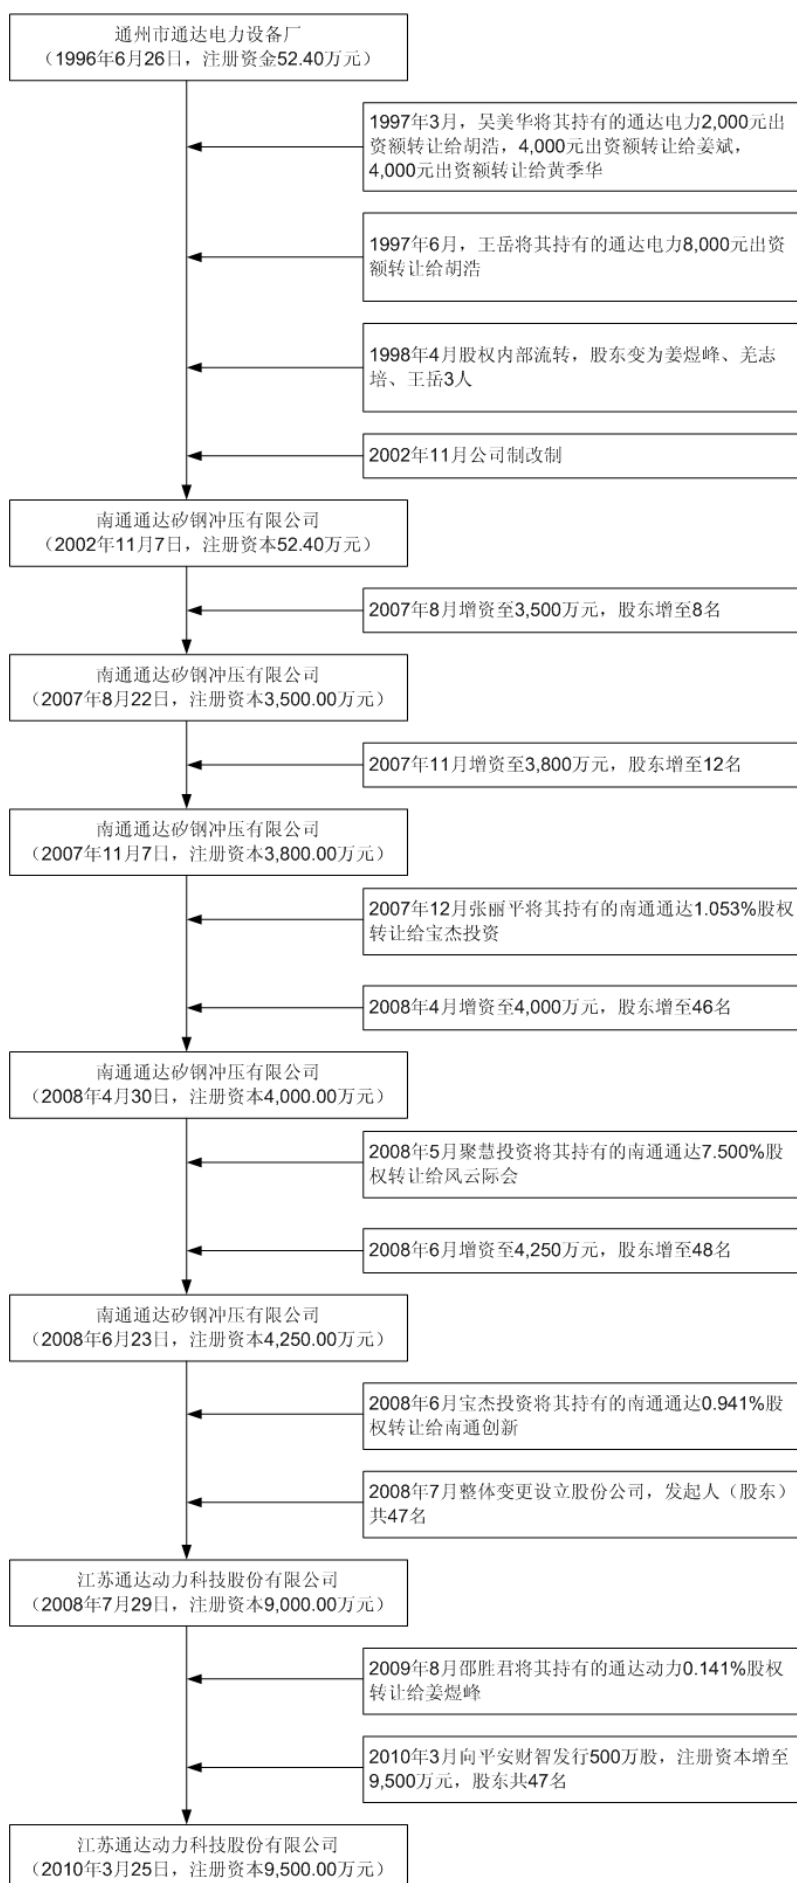 通州市通达电力设备厂
（1996年6月26日，注册资金52.40万元）
1997年3月，吴美华将其持有的通达电力2,000元出
资额转让给胡浩，4,000元出资额转让给姜斌，
4,000元出资额转让给黄季华
1997年6月，王岳将其持有的通达电力8,000元出资
额转让给胡浩
1998年4月股权内部流转，股东变为姜煜峰、羌志
培、王岳3人
2002年11月公司制改制
南通通达矽钢冲压有限公司
（2002年11月7日，注册资本52.40万元）
2007年8月增资至3,500万元，股东增至8名
南通通达矽钢冲压有限公司
（2007年8月22日，注册资本3,500.00万元）
2007年11月增资至3,800万元，股东增至12名
南通通达矽钢冲压有限公司
（2007年11月7日，注册资本3,800.00万元）
2007年12月张丽平将其持有的南通通达1.053%股权
转让给宝杰投资
2008年4月增资至4,000万元，股东增至46名
南通通达矽钢冲压有限公司
（2008年4月30日，注册资本4,000.00万元）
2008年5月聚慧投资将其持有的南通通达7.500%股
权转让给风云际会
2008年6月增资至4,250万元，股东增至48名
南通通达矽钢冲压有限公司
（2008年6月23日，注册资本4,250.00万元）
2008年6月宝杰投资将其持有的南通通达0.941%股
权转让给南通创新
2008年7月整体变更设立股份公司，发起人（股东）
共47名
江苏通达动力科技股份有限公司
（2008年7月29日，注册资本9,000.00万元）
2009年8月邵胜君将其持有的通达动力0.141%股权
转让给姜煜峰
2010年3月向平安财智发行500万股，注册资本增至
9,500万元，股东共47名
江苏通达动力科技股份有限公司
（2010年3月25日，注册资本9,500.00万元）